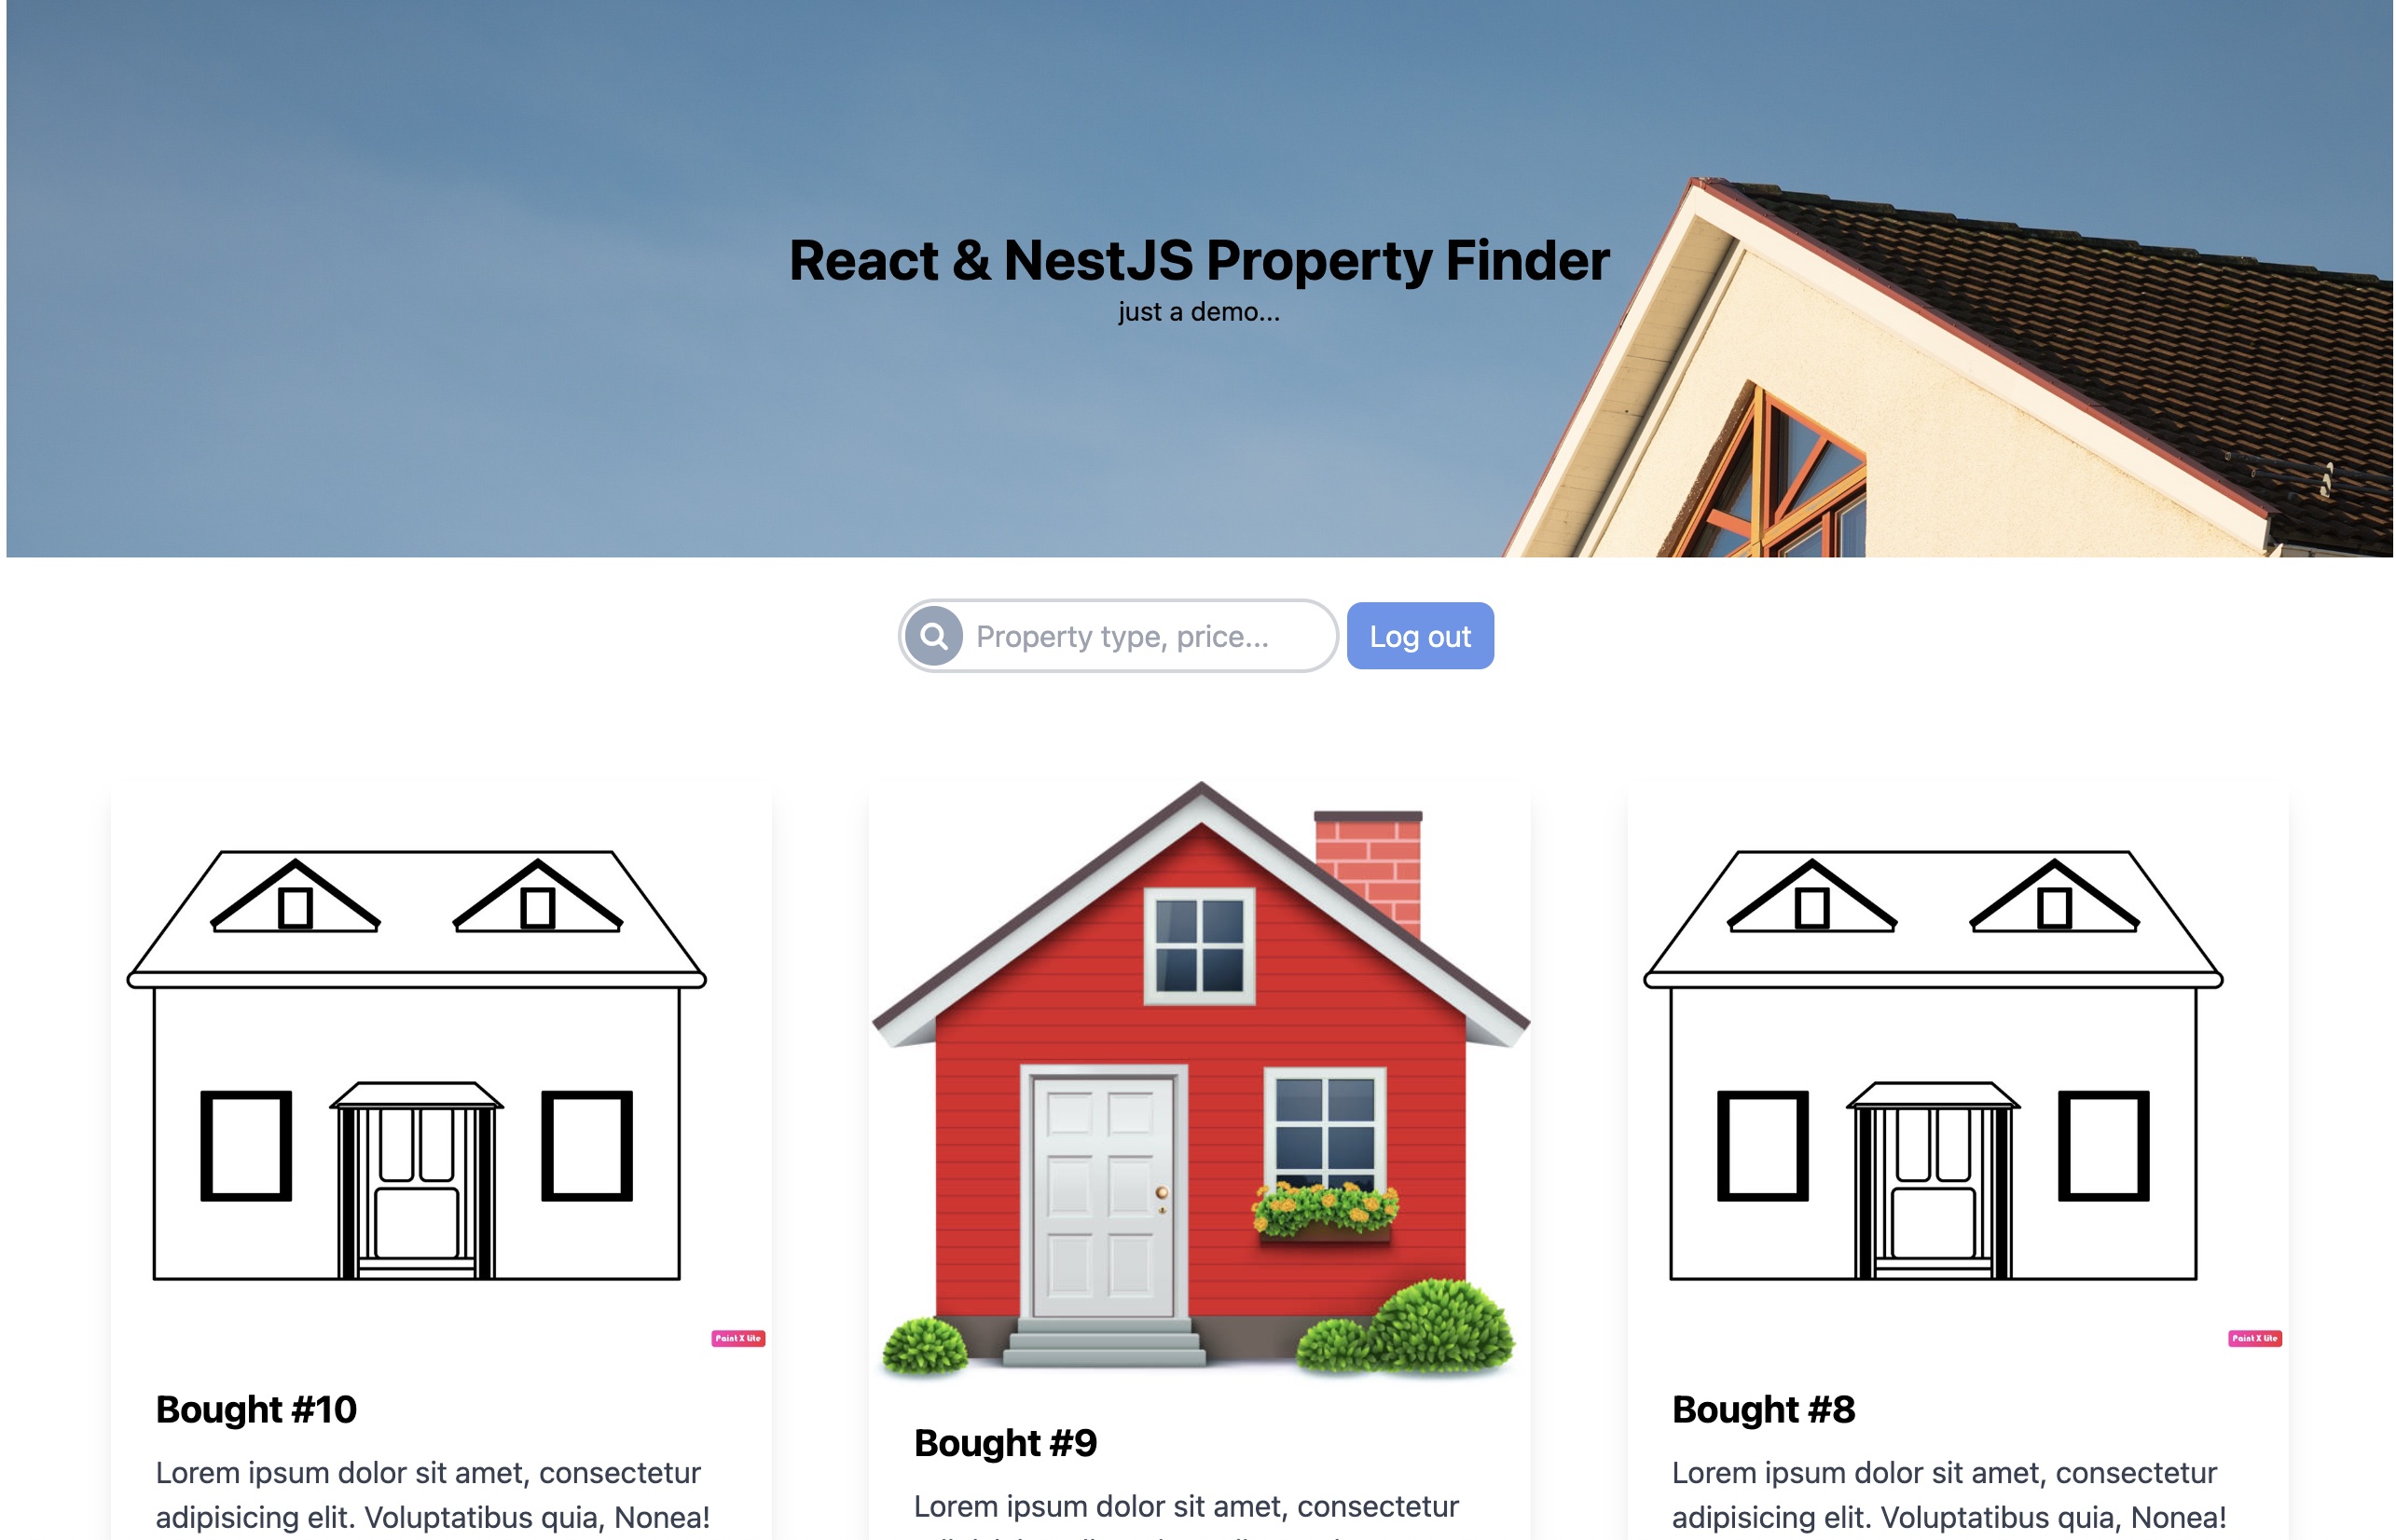 React & NestJS Property Finder
just a demo...
Property type, price...
Log out
Paint X Lite
Paint X Lite
Bought #10
Lorem ipsum dolor sit amet, consectetur
adipisicing elit. Voluptatibus quia, Nonea!
Bought #9
Lorem ipsum dolor sit amet, consectetur
Bought #8
Lorem ipsum dolor sit amet, consectetur
adipisicing elit. Voluptatibus quia, Nonea!